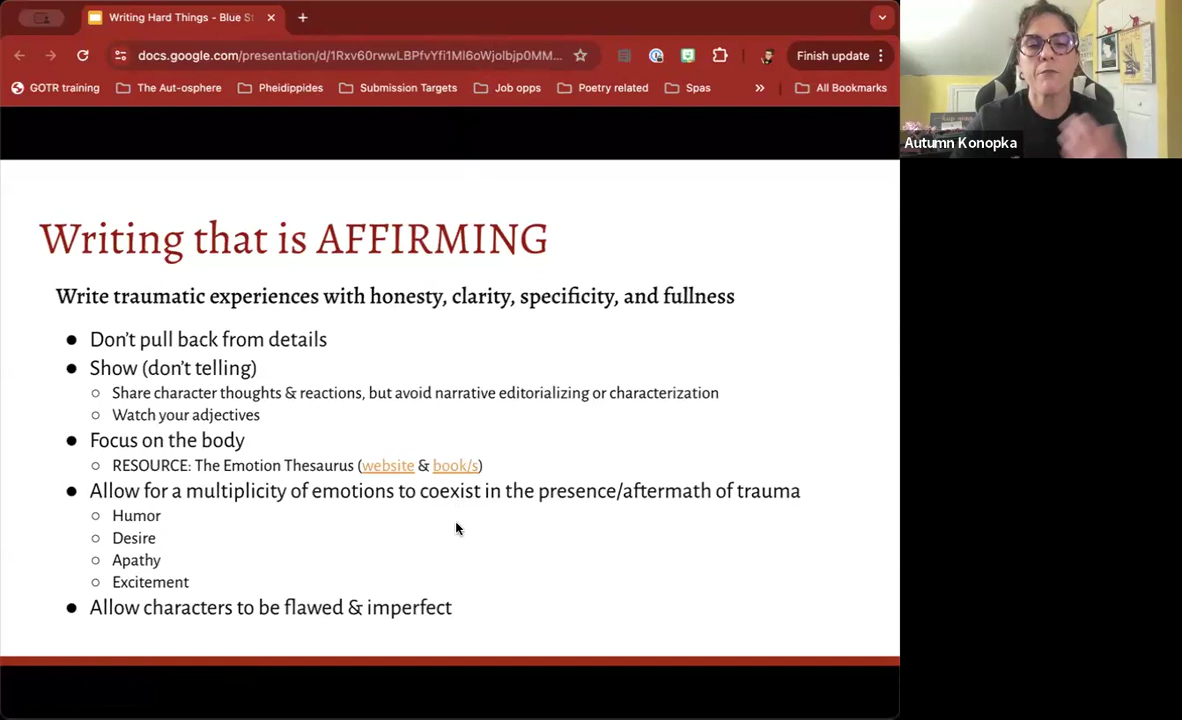 Writing Hard Things - Blue St
docs.google.com/presentation/d/1Rxv60rwwLBPfvYfi1Ml6oWjolbjp0MM...
Finish update
GOTR training
The Aut-osphere
Pheidippides
Submission Targets
Job opps
Poetry related
Spas
»
All Bookmarks
Autumn Konopka
Writing that is AFFIRMING
Write traumatic experiences with honesty, clarity, specificity, and fullness
● Don't pull back from details
● Show (don't telling)
○ Share character thoughts & reactions, but avoid narrative editorializing or characterization
○ Watch your adjectives
● Focus on the body
○ RESOURCE: The Emotion Thesaurus (website & book/s)
● Allow for a multiplicity of emotions to coexist in the presence/aftermath of trauma
○ Humor
○ Desire
○ Apathy
○ Excitement
● Allow characters to be flawed & imperfect